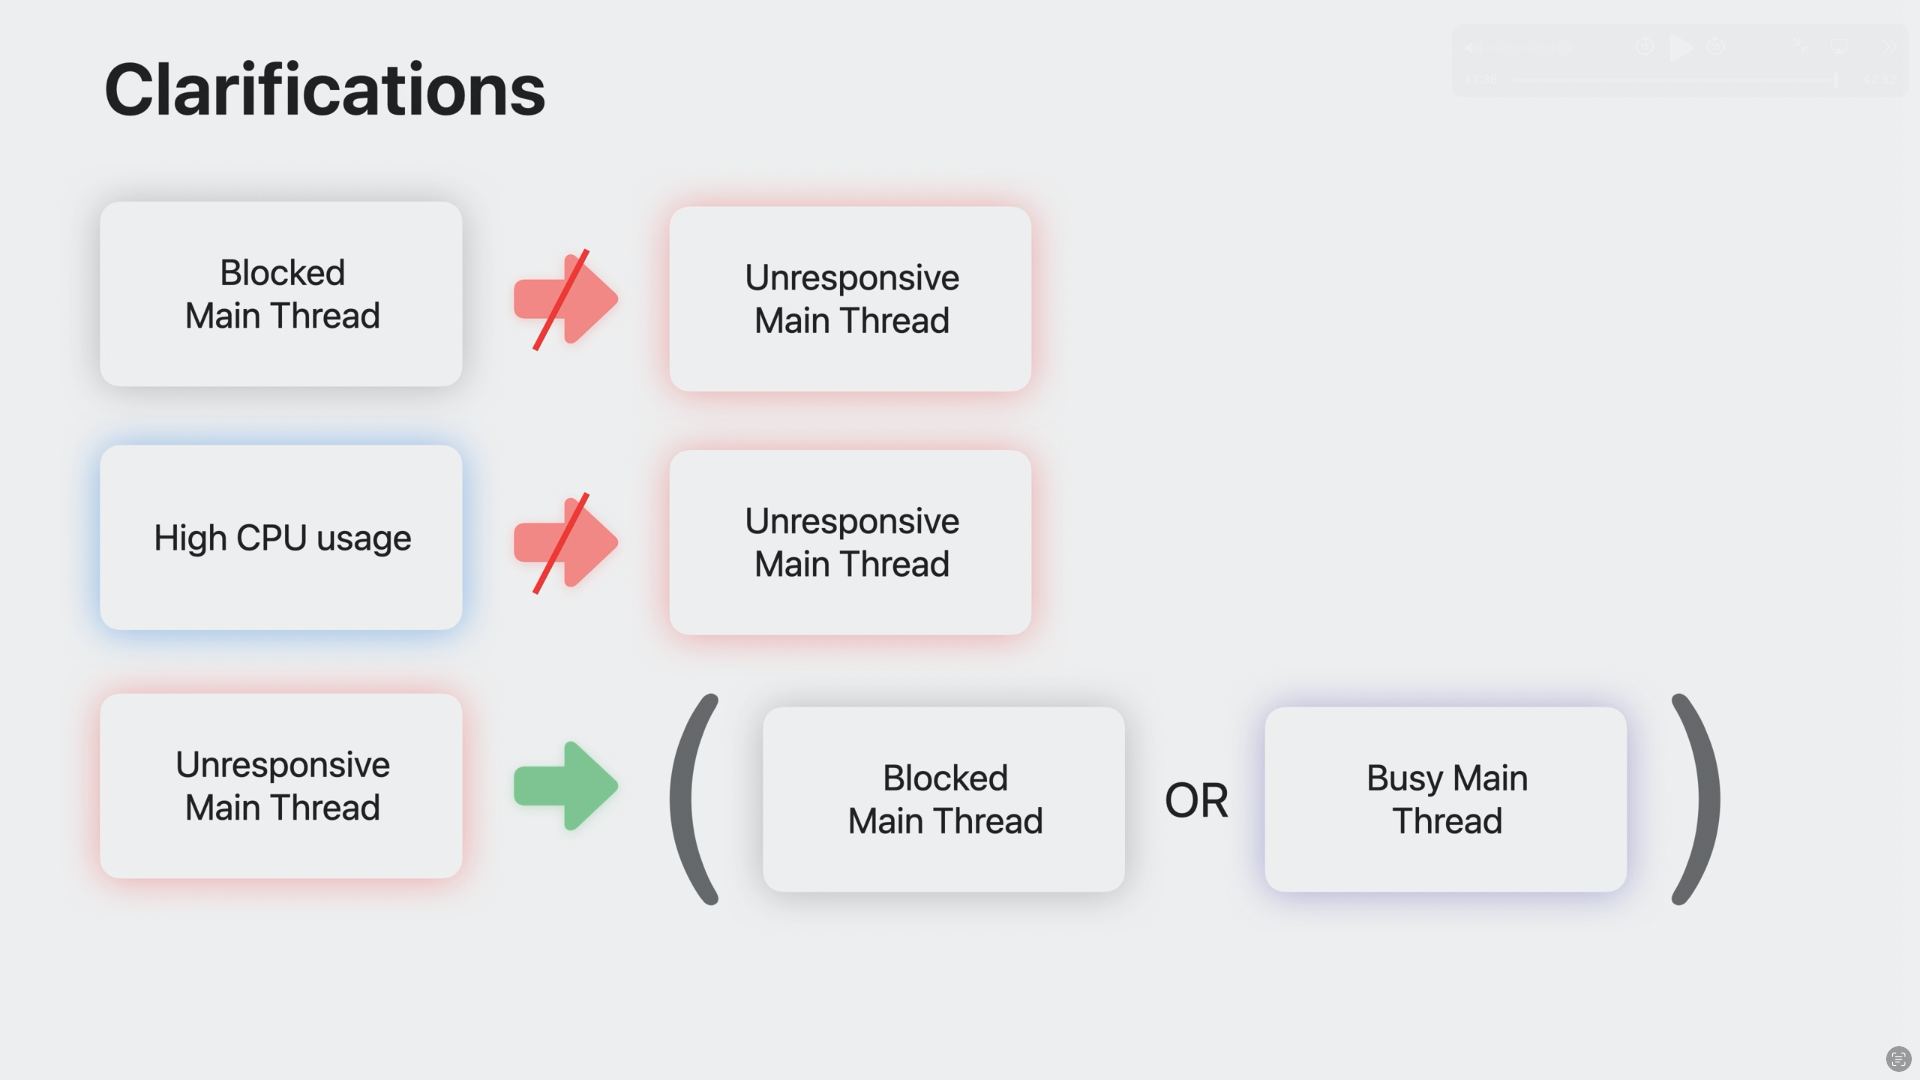 Clarifications
Blocked
Main Thread
Unresponsive
Main Thread
High CPU usage
Unresponsive
Main Thread
Unresponsive
Main Thread
(
Blocked
Main Thread
OR
Busy Main
Thread
)